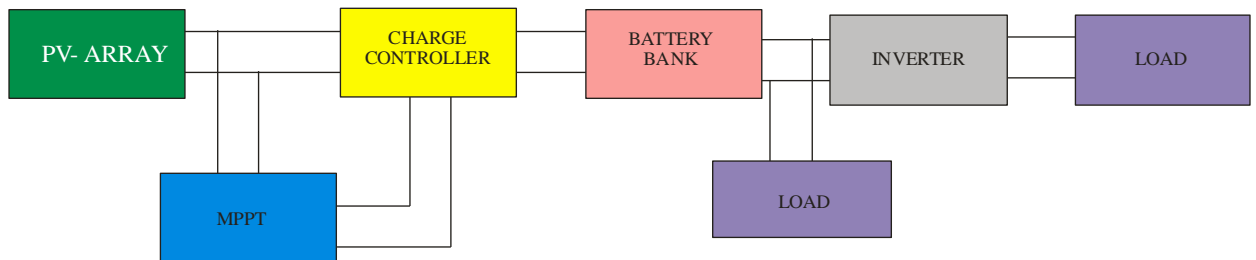 PV- ARRAY
CHARGE
CONTROLLER
BATTERY
BANK
INVERTER
LOAD
MPPT
LOAD